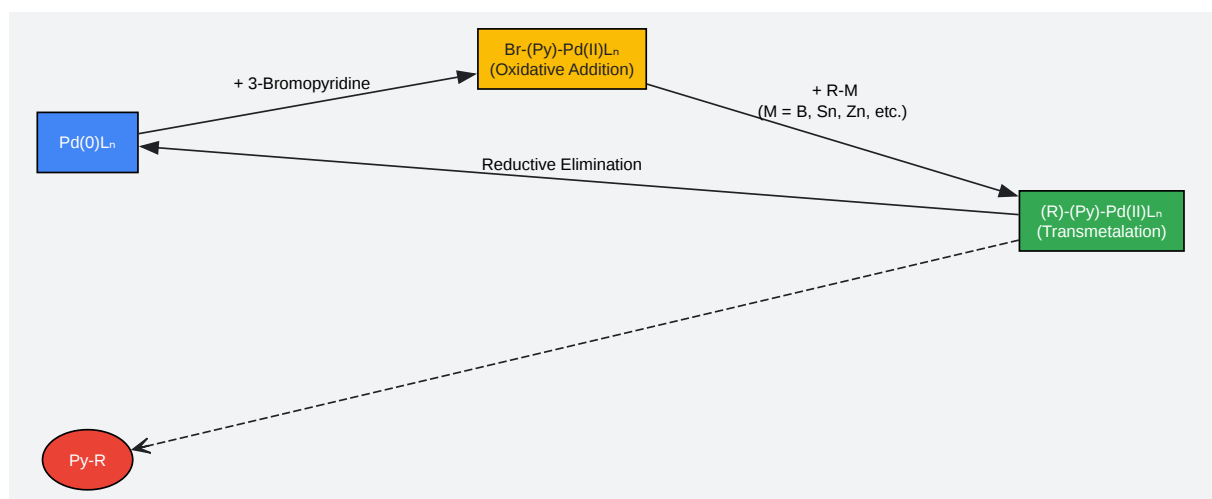 Br-(Py)-Pd(II)Lₙ
(Oxidative Addition)
+ 3-Bromopyridine
+ R-M
(M = B, Sn, Zn, etc.)
Pd(0)Lₙ
Reductive Elimination
(R)-(Py)-Pd(II)Lₙ
(Transmetalation)
Py-R